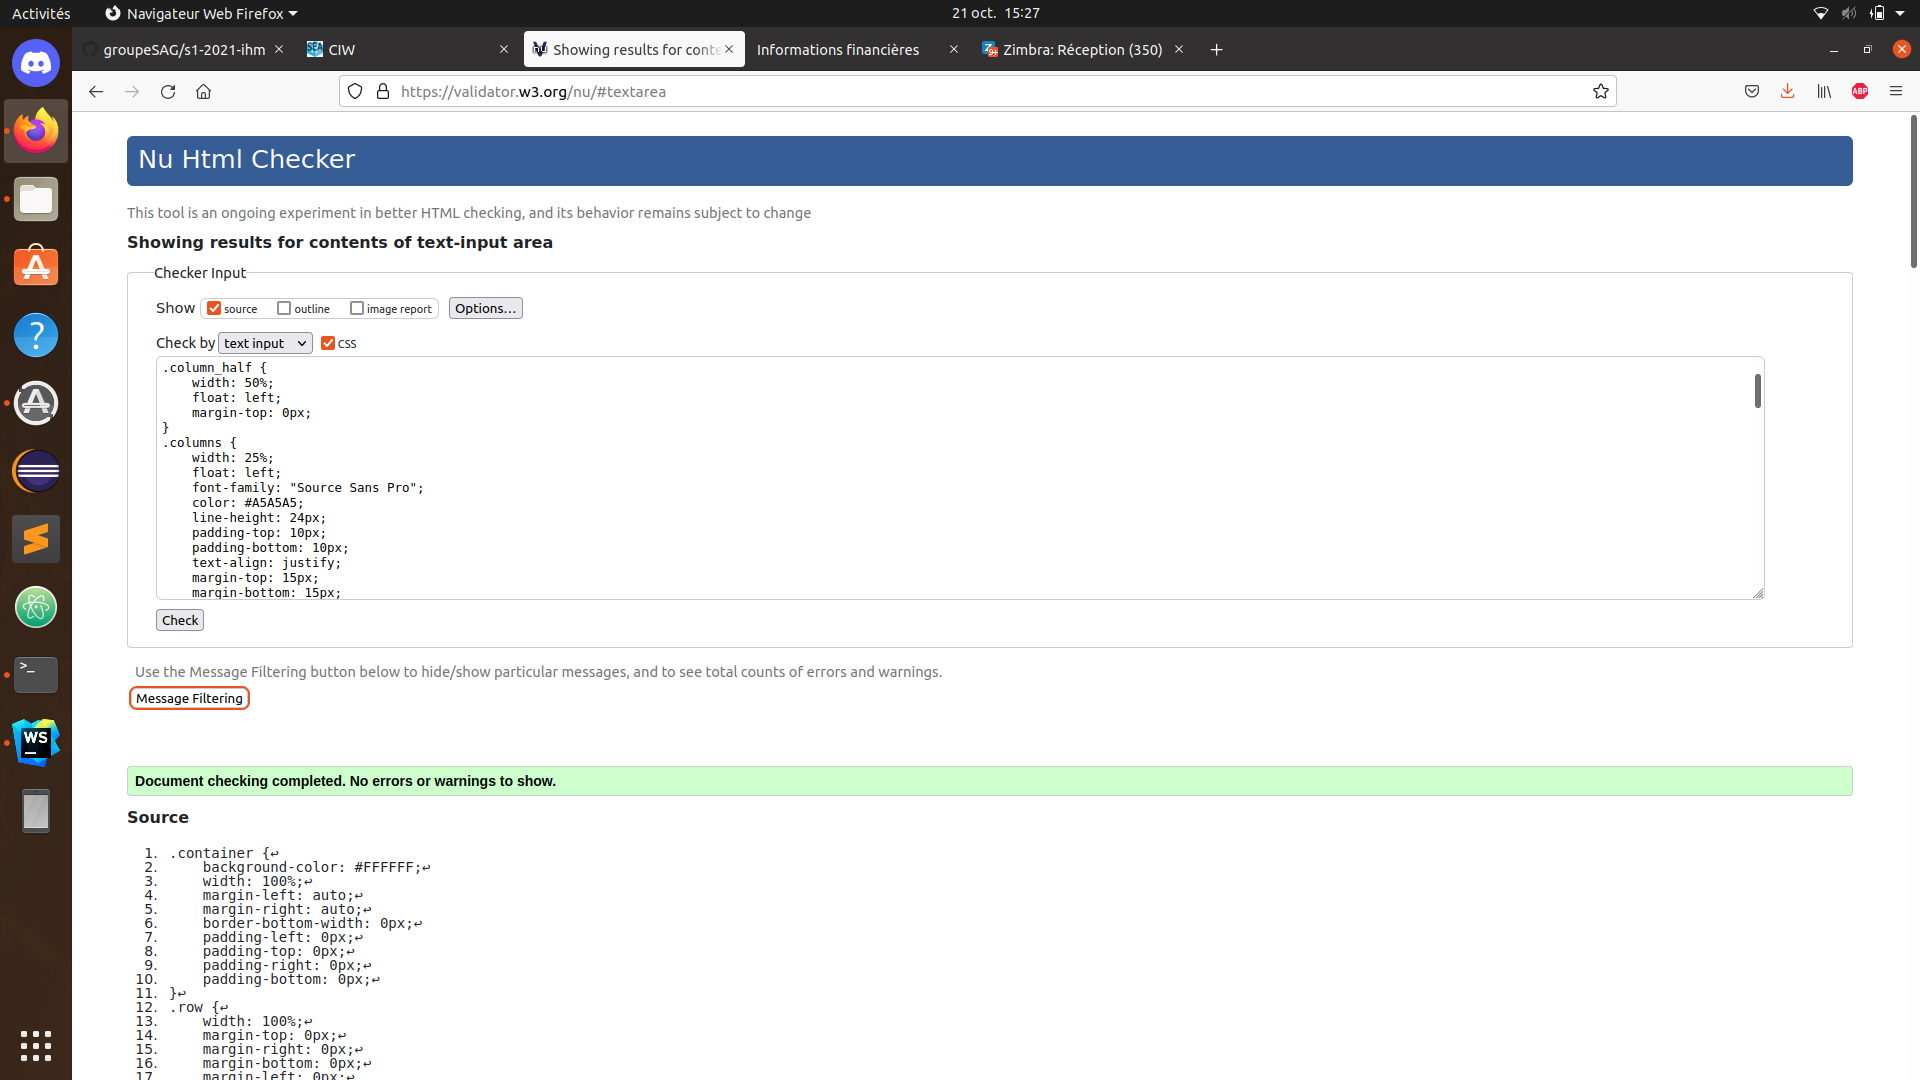 Activités
Navigateur Web Firefox
21 oct. 15:27
groupeSAG/s1-2021-ihm
SEA
CIW
Showing results for conte
Informations financières
Zimbra: Réception (350)
https://validator.w3.org/nu/#textarea
ABP
Nu Html Checker
This tool is an ongoing experiment in better HTML checking, and its behavior remains subject to change
Showing results for contents of text-input area
Checker Input
Show source outline image report Options...
Check by text input CSS
.column_half {
width: 50%;
float: left;
margin-top: 0px;
}
.columns {
width: 25%;
float: left;
font-family: "Source Sans Pro";
color: #A5A5A5;
line-height: 24px;
padding-top: 10px;
padding-bottom: 10px;
text-align: justify;
margin-top: 15px;
margin-bottom: 15px;
Check
Use the Message Filtering button below to hide/show particular messages, and to see total counts of errors and warnings.
Message Filtering
WS
Document checking completed. No errors or warnings to show.
Source
1. .container {↩
2. background-color: #FFFFFF;↩
3. width: 100%;↩
4. margin-left: auto;↩
5. margin-right: auto;↩
6. border-bottom-width: 0px;↩
7. padding-left: 0px;↩
8. padding-top: 0px;↩
9. padding-right: 0px;↩
10. padding-bottom: 0px;↩
11. }↩
12. .row {↩
13. width: 100%;↩
14. margin-top: 0px;↩
15. margin-right: 0px;↩
16. margin-bottom: 0px;↩
17. margin-left: 0px;↩